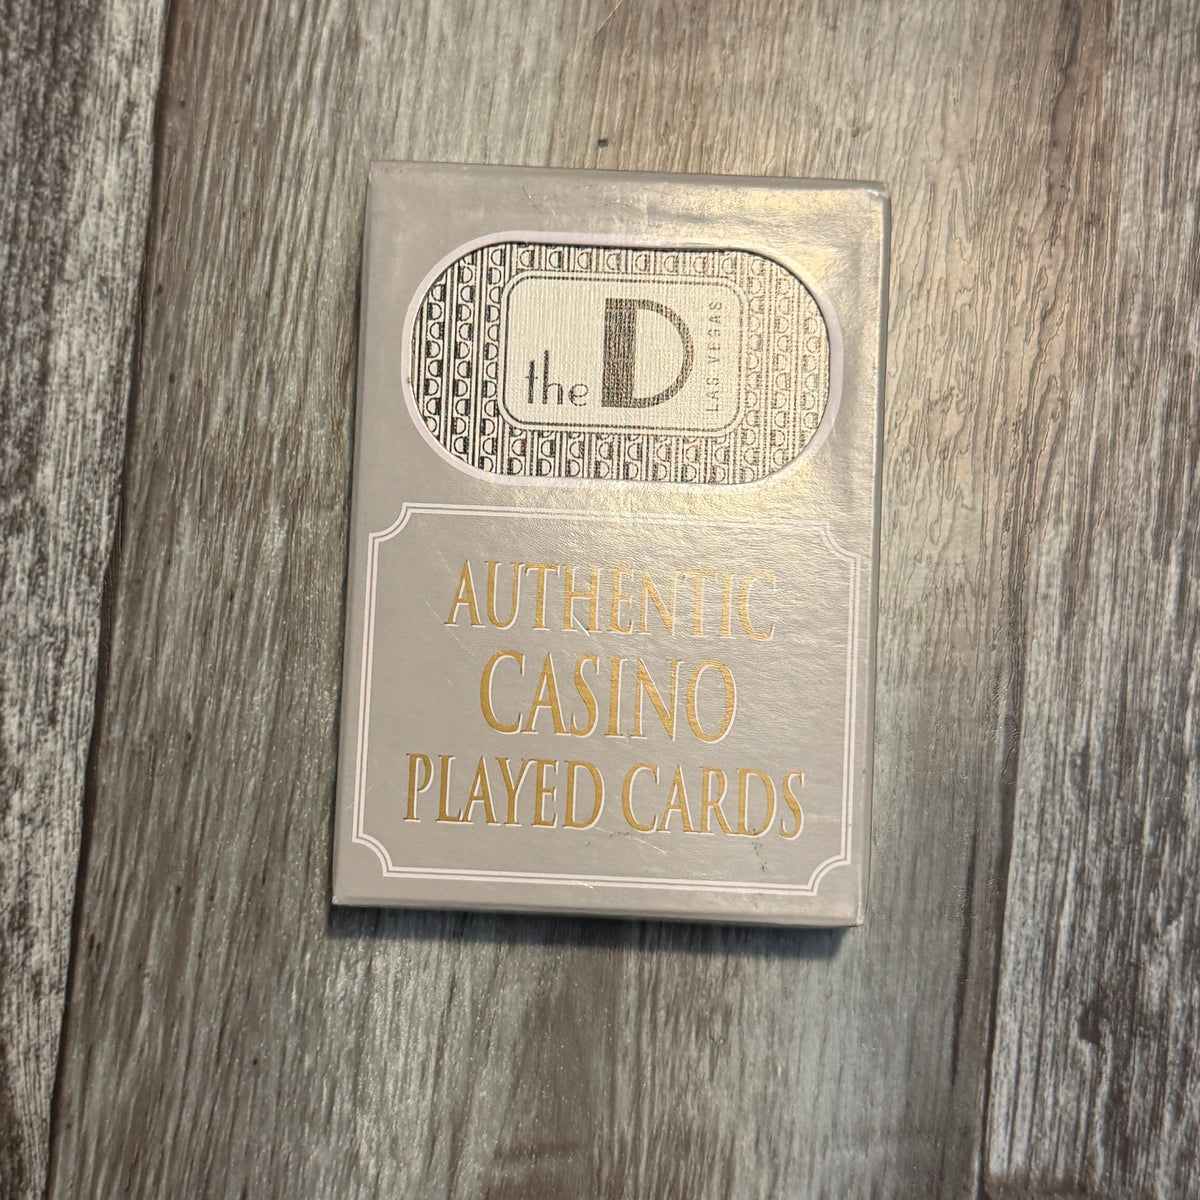 the D
LAS VEGAS
AUTHENTIC
CASINO
PLAYED CARDS